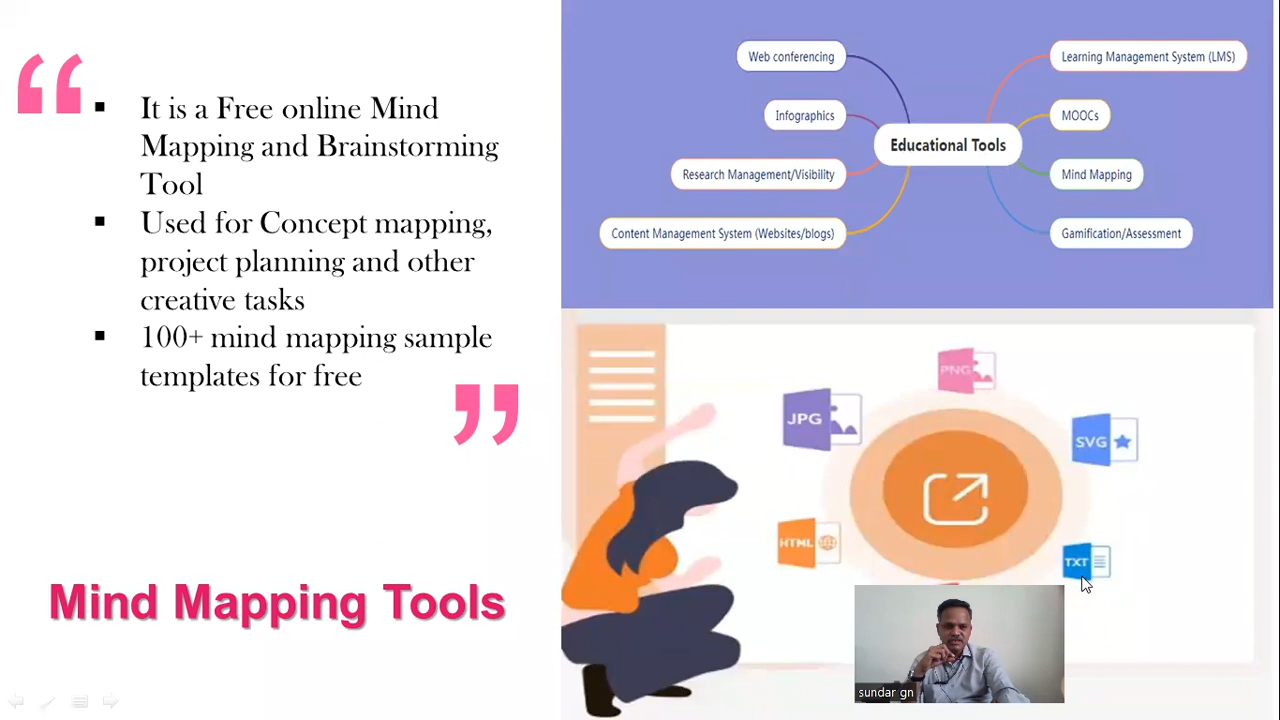 It is a Free online Mind
Mapping and Brainstorming
Tool
Used for Concept mapping,
project planning and other
creative tasks
100+ mind mapping sample
templates for free
Mind Mapping Tools
Web conferencing
Infographics
Research Management/Visibility
Content Management System (Websites/blogs)
Educational Tools
Learning Management System (LMS)
MOOCs
Mind Mapping
Gamification/Assessment
PNG
JPG
SVG
HTML
TXT
sundar gn